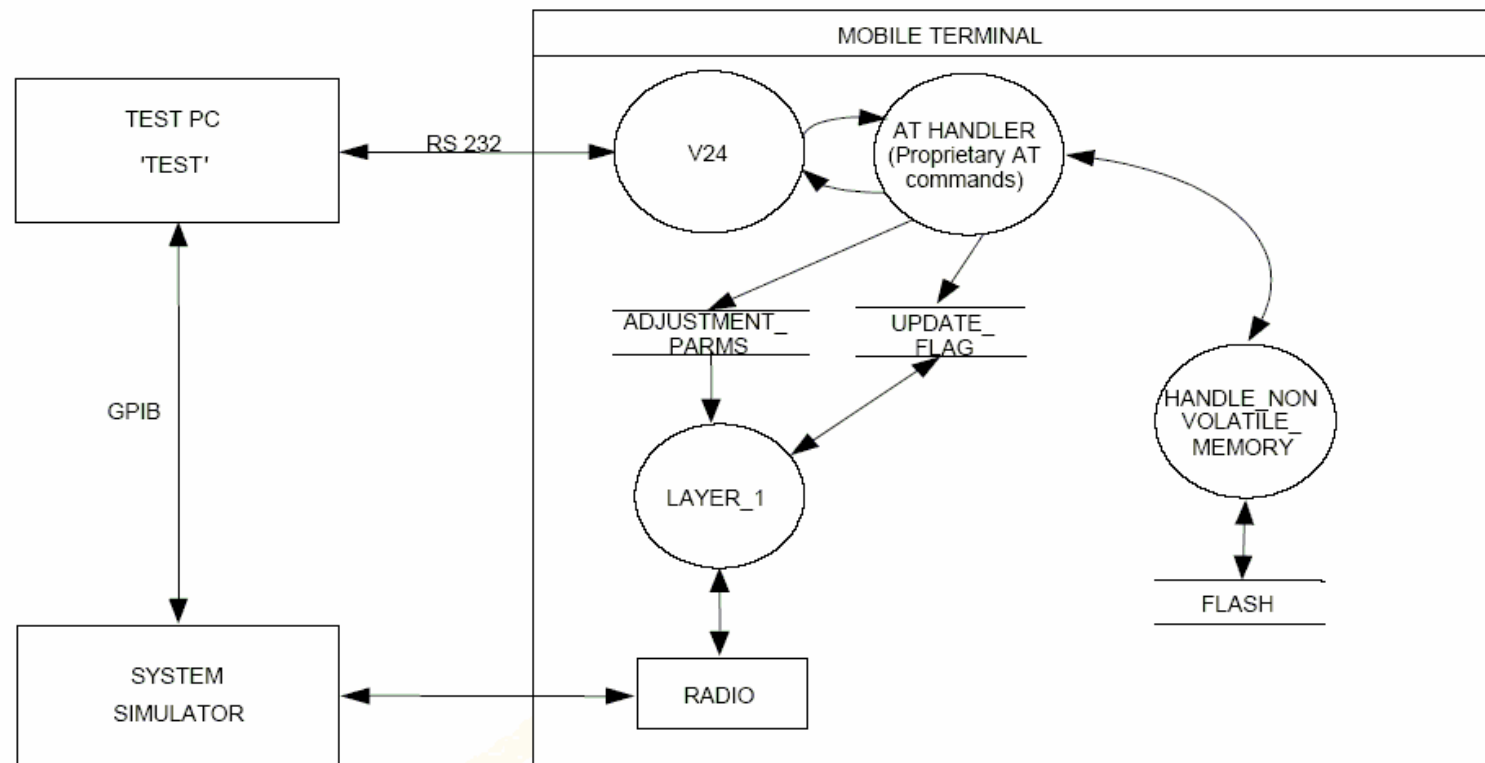 MOBILE TERMINAL
TEST PC
'TEST'
RS 232
V24
AT HANDLER
(Proprietary AT
commands)
ADJUSTMENT_
PARMS
UPDATE_
FLAG
GPIB
HANDLE_NON
VOLATILE_
MEMORY
LAYER_1
FLASH
SYSTEM
SIMULATOR
RADIO